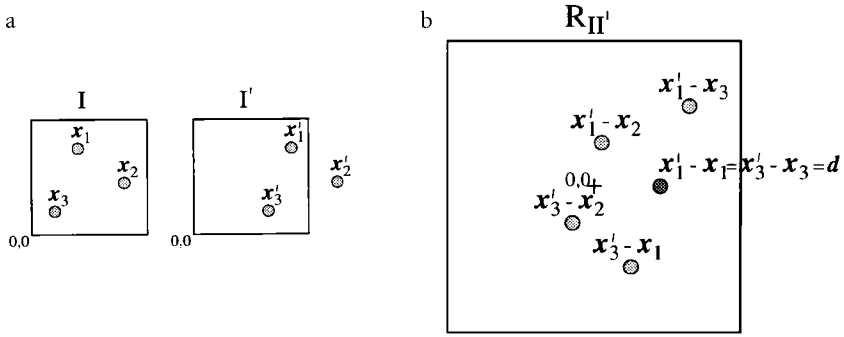 a
I
x₁
x₂
x₃
0,0
I'
x'₁
x'₂
x'₃
0,0
b
R_II'
x'₁ - x₃
x'₁ - x₂
x'₁ - x₁=x'₃ - x₃=d
0,0
x'₃ - x₂
x'₃ - x₁